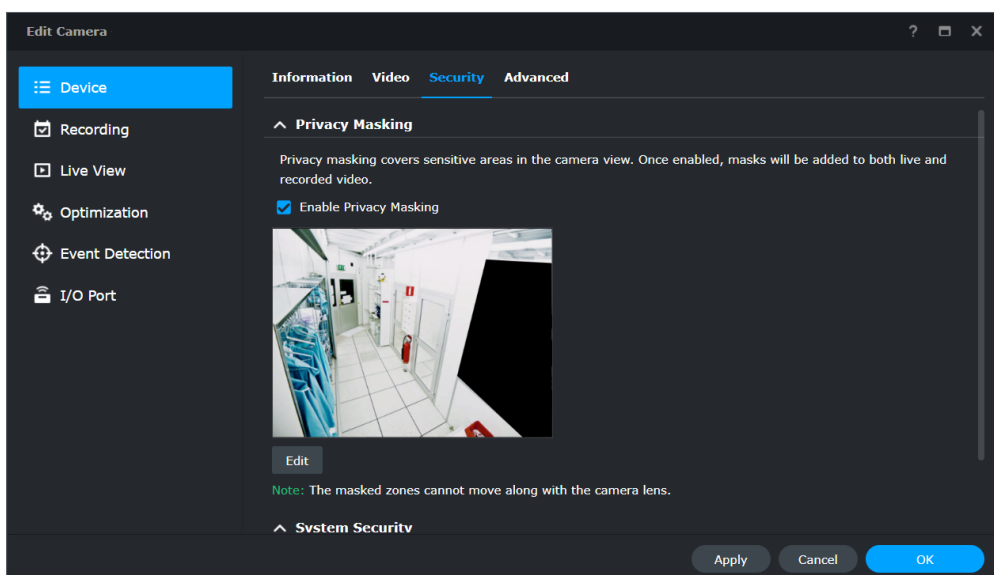 Edit Camera
?
Device
Recording
Live View
Optimization
Event Detection
I/O Port
Information Video Security Advanced
Privacy Masking
Privacy masking covers sensitive areas in the camera view. Once enabled, masks will be added to both live and
recorded video.
Enable Privacy Masking
Edit
Note: The masked zones cannot move along with the camera lens.
System Security
Apply Cancel OK